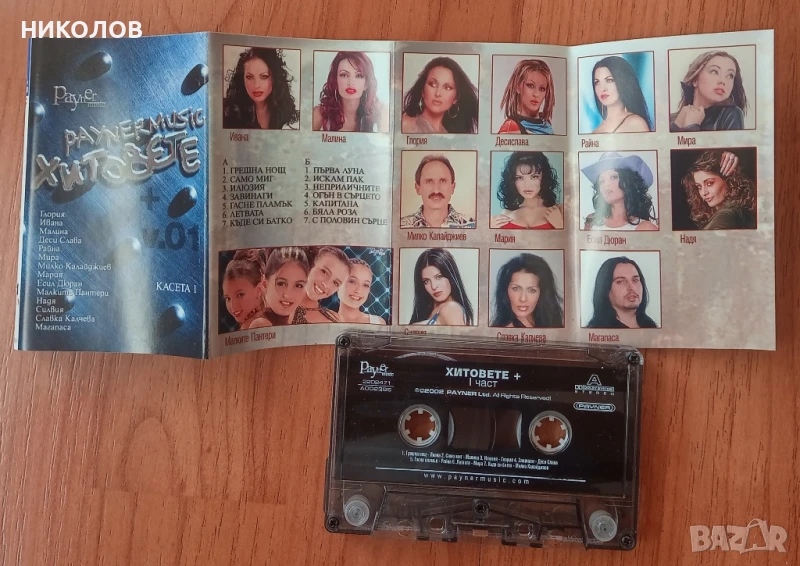 НИКОЛОВ
Payner
music
PAYNERMUSIC
ХИТОВЕТЕ
+
01
Глория
Ивана
Малина
Деси Слава
Райна
Мира
Милко Калайджиев
Мария
Есил Дюран
Малките Пантери
Надя
Силвия
Славка Калчева
Магапаса
КАСЕТА 1
Ивана
Малина
Глория
Десислава
Райна
Мира
А
1. ГРЕШНА НОЩ
2. САМО МИГ
3. ИЛЮЗИЯ
4. ЗАВИНАГИ
5. ГАСНЕ ПЛАМЪК
6. ЛЕТВАТА
7. КЪДЕ СИ БАТКО
Б
1. ПЪРВА ЛУНА
2. ИСКАМ ПАК
3. НЕПРИЛИЧНИТЕ
4. ОГЪН В СЪРЦЕТО
5. КАПИТАНА
6. БЯЛА РОЗА
7. С ПОЛОВИН СЪРЦЕ
Милко Калайджиев
Мария
Дюран
Надя
Малките Пантери
Славка Калчева
Магапаса
Payner
music
ХИТОВЕТЕ +
I част
A
STEREO
©2002 PAYNER Ltd. All Rights Reserved!
PAYNER
www.paynermusic.com
BAZAR